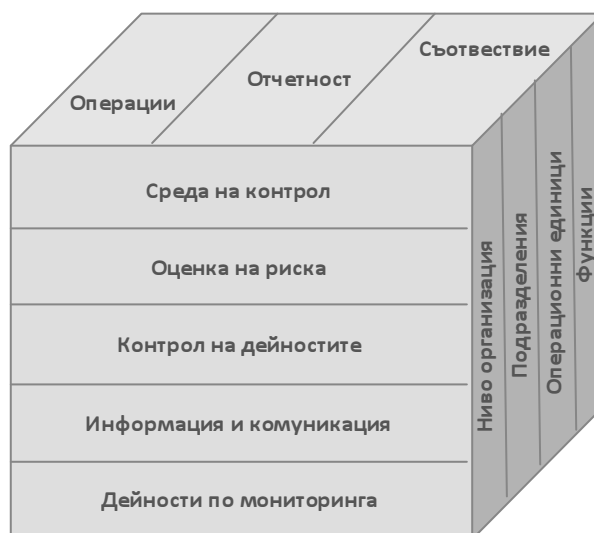 Операции
Отчетност
Съотвествие
Среда на контрол
Оценка на риска
Контрол на дейностите
Информация и комуникация
Дейности по мониторинга
Ниво организация
Подразделения
Операционни единици
Функции